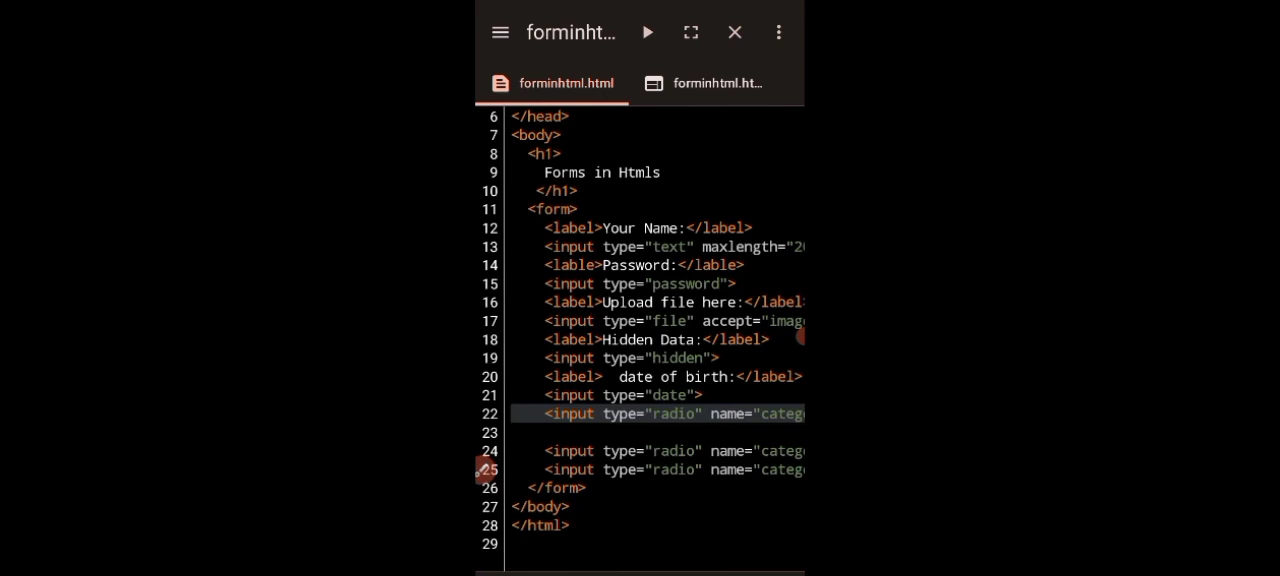 forminht...
forminhtml.html
forminhtml.ht...
6 </head>
7 <body>
8 <h1>
9 Forms in Htmls
10 </h1>
11 <form>
12 <label>Your Name:</label>
13 <input type="text" maxlength="20
14 <lable>Password:</lable>
15 <input type="password">
16 <label>Upload file here:</label>
17 <input type="file" accept="imag
18 <label>Hidden Data:</label>
19 <input type="hidden">
20 <label>  date of birth:</label>
21 <input type="date">
22 <input type="radio" name="catego
23
24 <input type="radio" name="catego
25 <input type="radio" name="catego
26 </form>
27 </body>
28 </html>
29